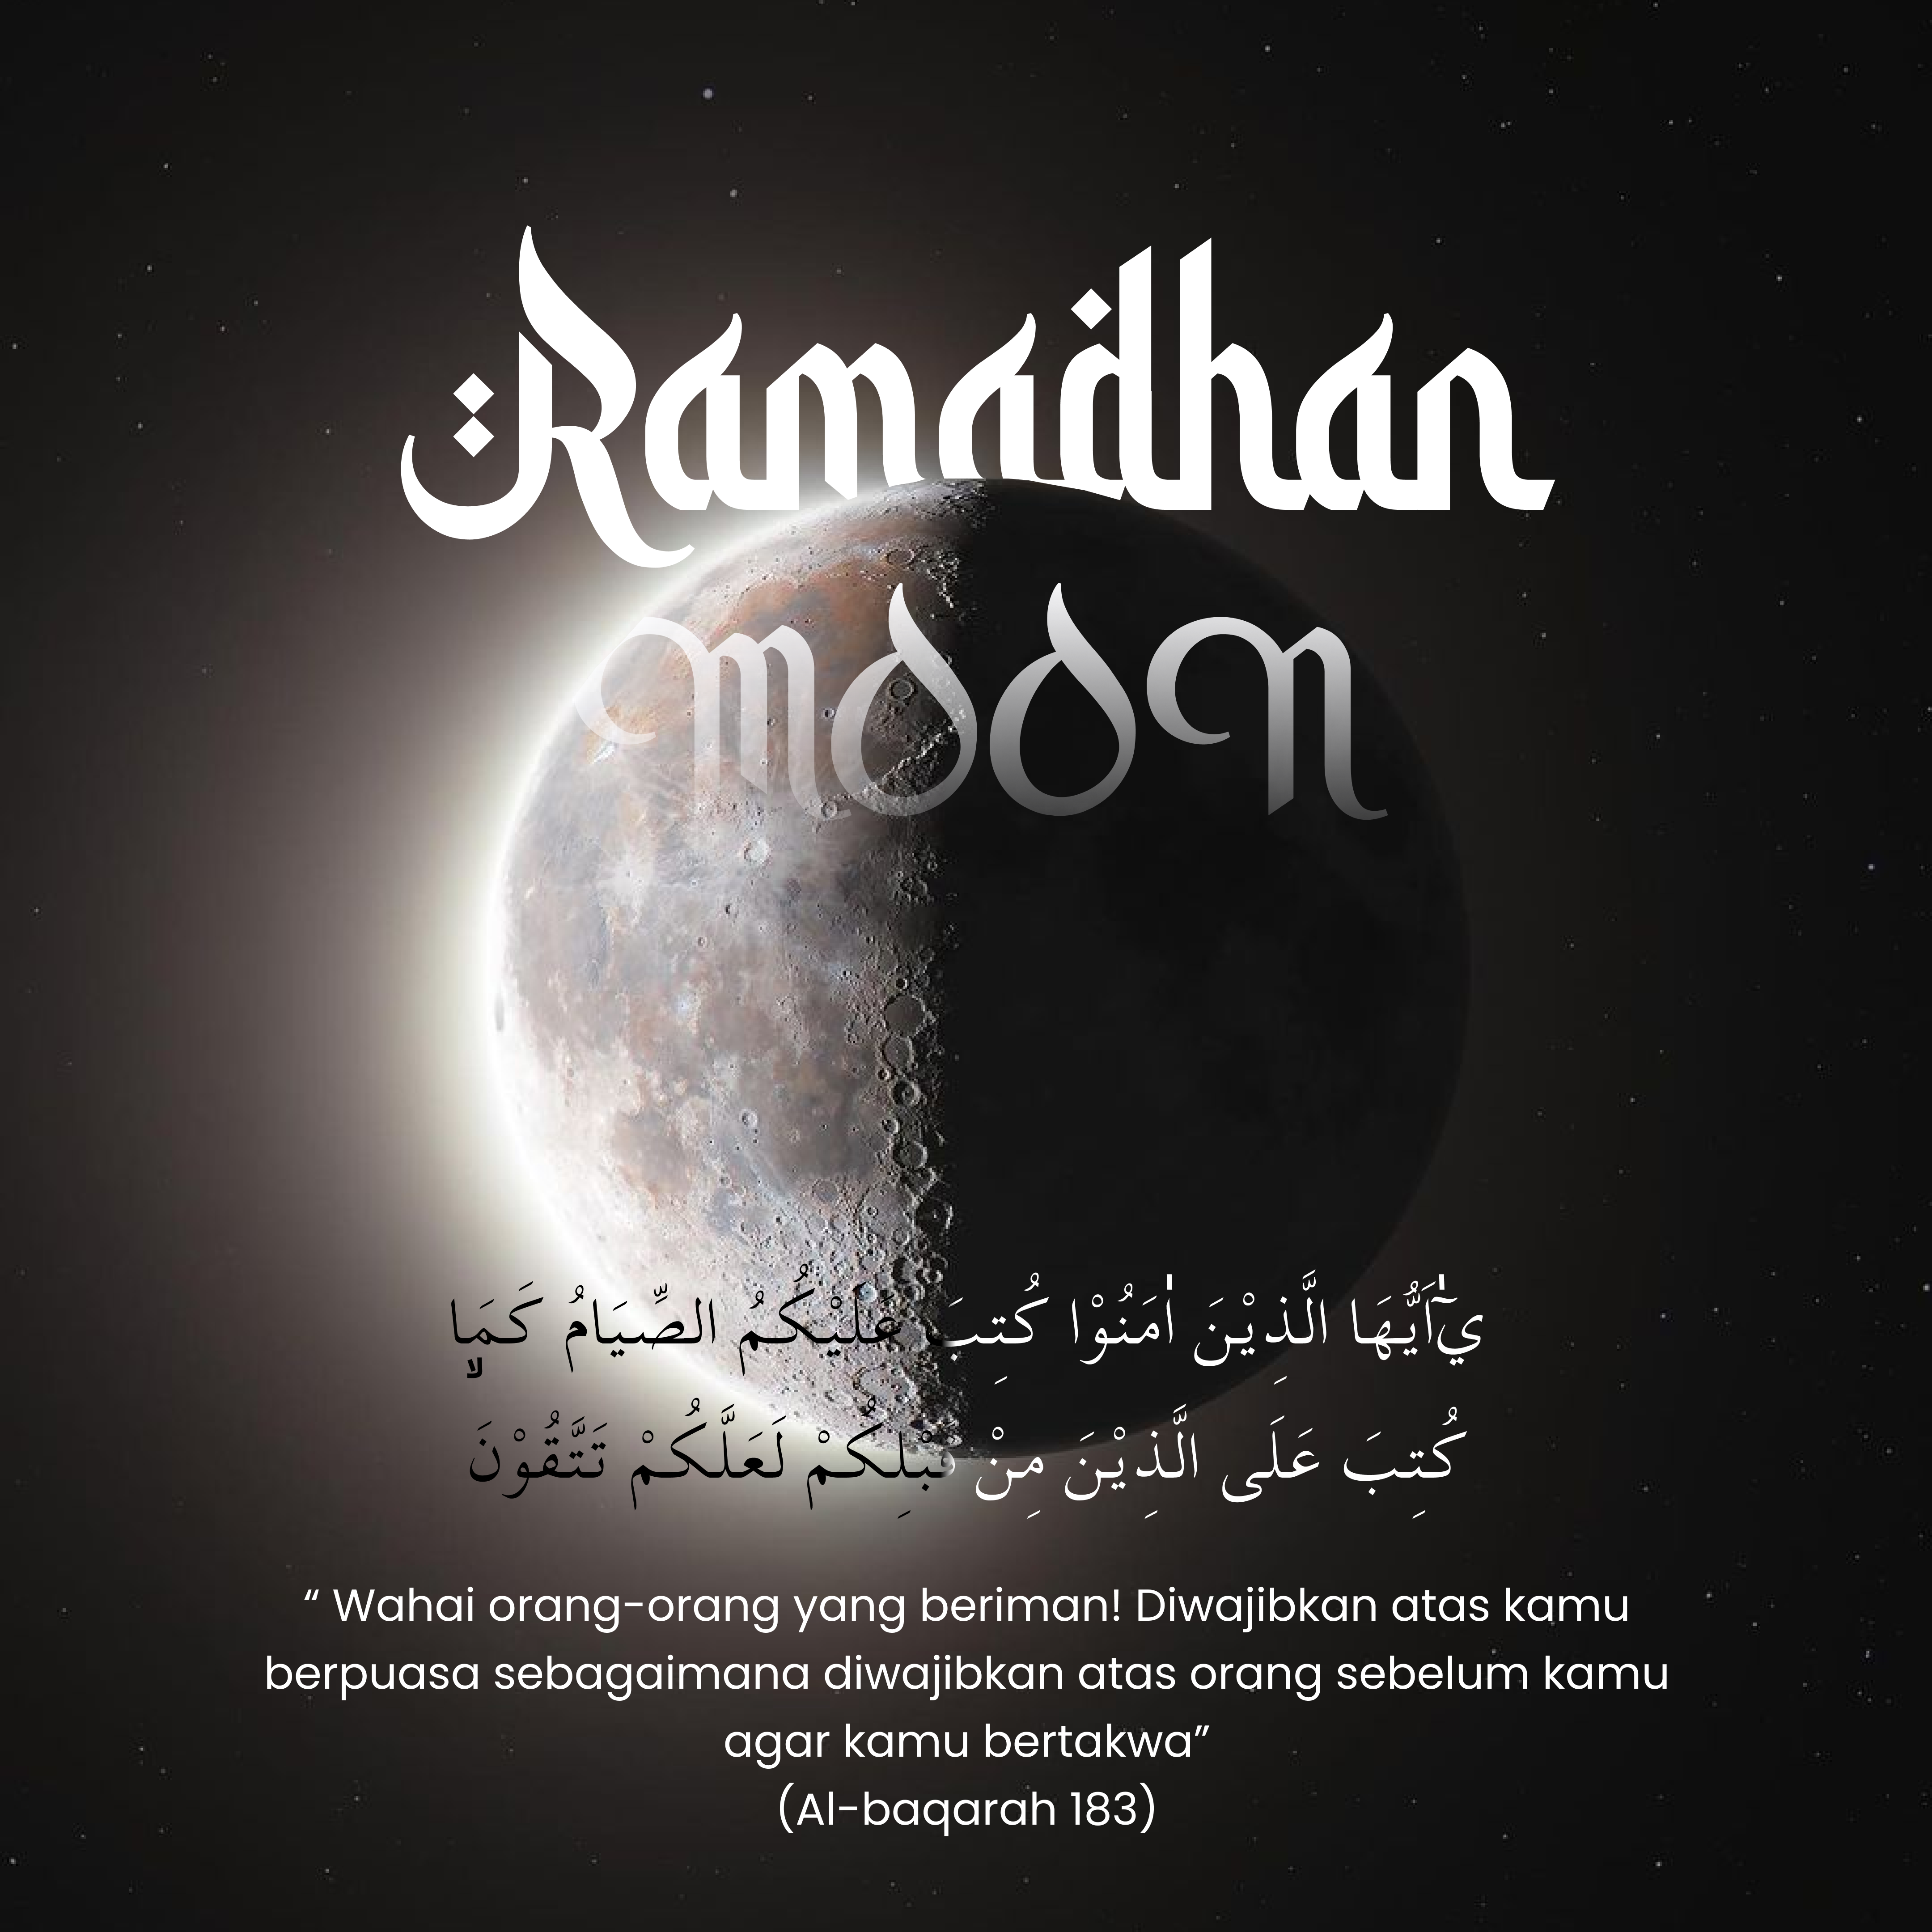 Ramadhan
moon
يٰٓاَيُّهَا الَّذِيْنَ اٰمَنُوْا كُتِبَ عَلَيْكُمُ الصِّيَامُ كَمَاۙ
كُتِبَ عَلَى الَّذِيْنَ مِنْ قَبْلِكُمْ لَعَلَّكُمْ تَتَّقُوْنَ
“ Wahai orang-orang yang beriman! Diwajibkan atas kamu
berpuasa sebagaimana diwajibkan atas orang sebelum kamu
agar kamu bertakwa”
(Al-baqarah 183)